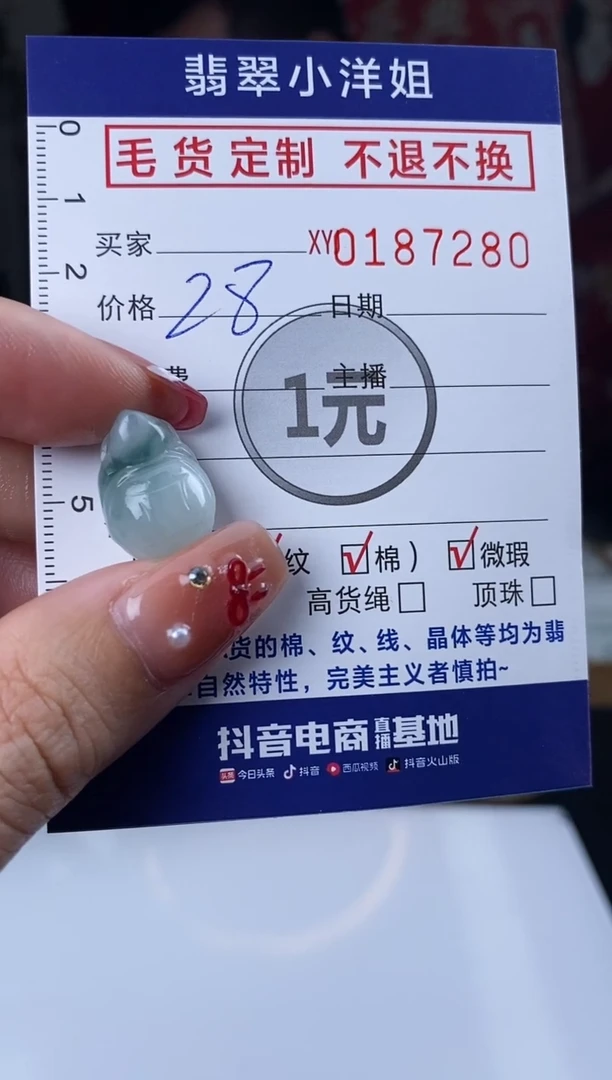 翡翠小洋姐
毛货定制 不退不换
买家 XY0187280
价格 28 日期
费 主播
1元
纹 棉） 微瑕
高货绳 顶珠
货的棉、纹、线、晶体等均为翡
自然特性，完美主义者慎拍~
抖音电商直播基地
头条 今日头条 抖音 西瓜视频 抖音火山版
0
1
2
5